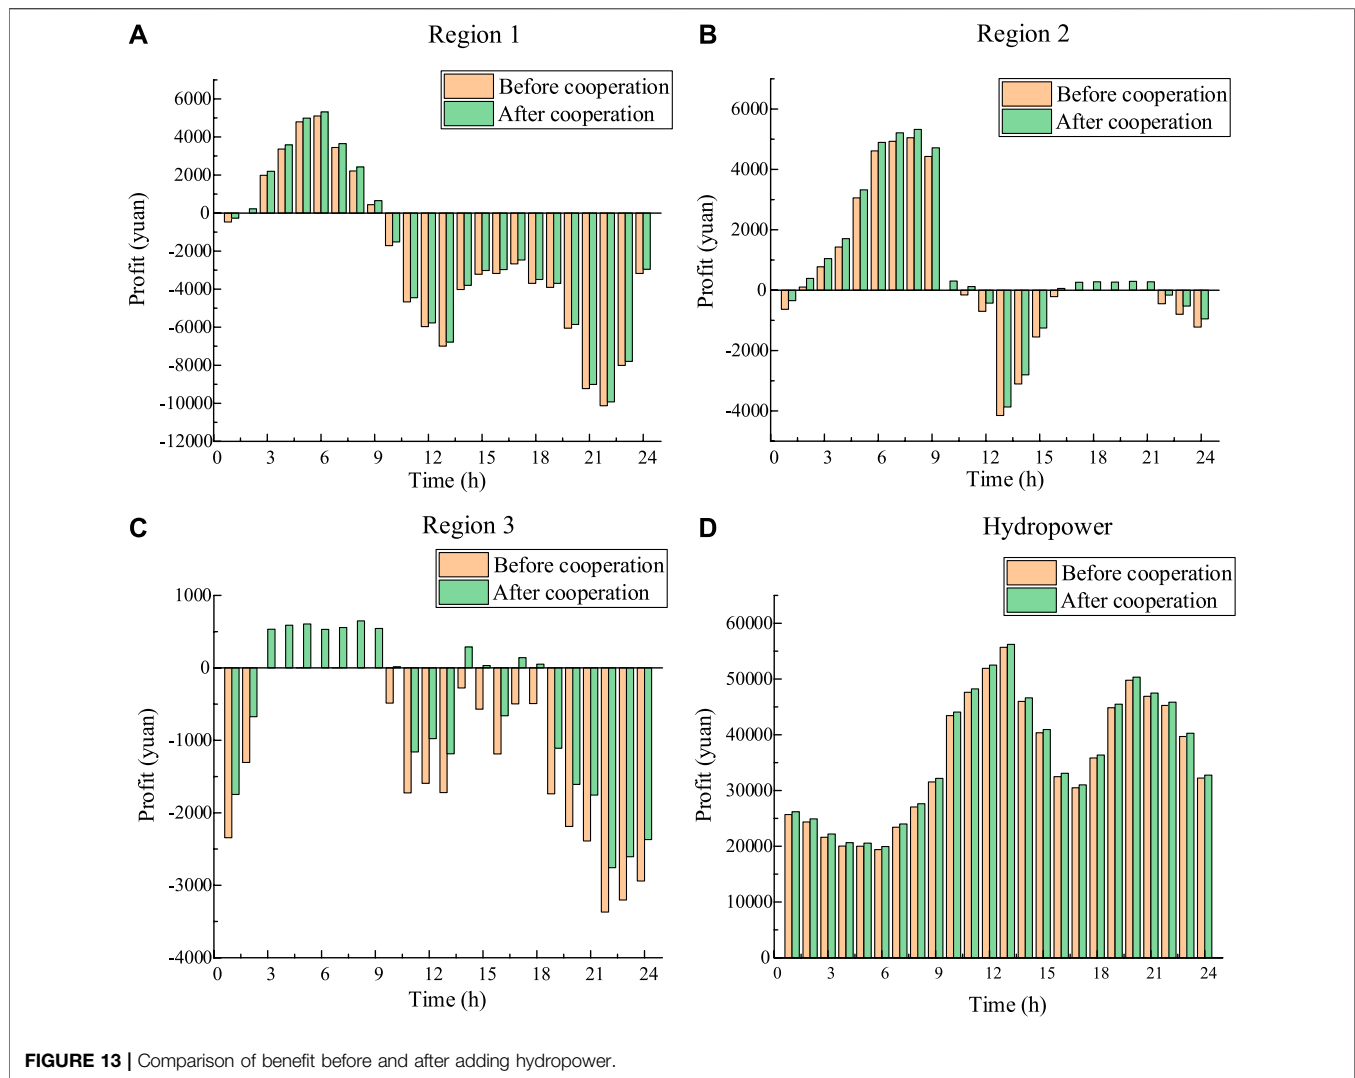 A
Region 1
Before cooperation
After cooperation
6000
4000
2000
0
-2000
-4000
-6000
-8000
-10000
-12000
Profit (yuan)
0 3 6 9 12 15 18 21 24
Time (h)
B
Region 2
Before cooperation
After cooperation
6000
4000
2000
0
-2000
-4000
Profit (yuan)
0 3 6 9 12 15 18 21 24
Time (h)
C
Region 3
Before cooperation
After cooperation
1000
0
-1000
-2000
-3000
-4000
Profit (yuan)
0 3 6 9 12 15 18 21 24
Time (h)
D
Hydropower
Before cooperation
After cooperation
60000
50000
40000
30000
20000
10000
0
Profit (yuan)
0 3 6 9 12 15 18 21 24
Time (h)
FIGURE 13 | Comparison of benefit before and after adding hydropower.